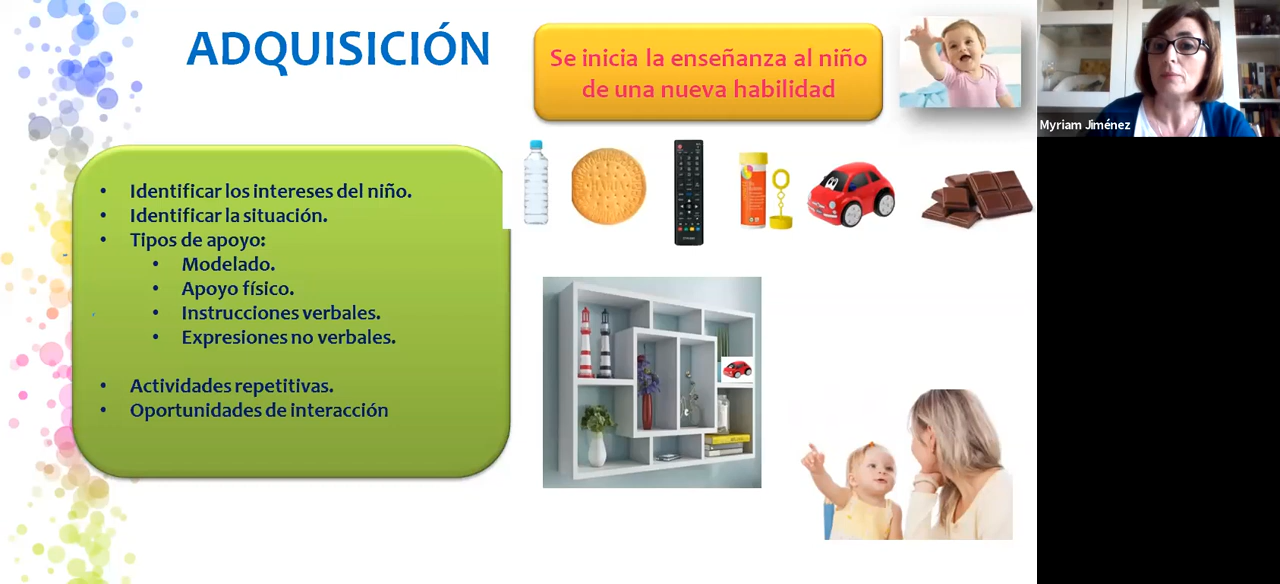 ADQUISICIÓN
Se inicia la enseñanza al niño
de una nueva habilidad
Myriam Jiménez
• Identificar los intereses del niño.
• Identificar la situación.
• Tipos de apoyo:
• Modelado.
• Apoyo físico.
• Instrucciones verbales.
• Expresiones no verbales.
• Actividades repetitivas.
• Oportunidades de interacción